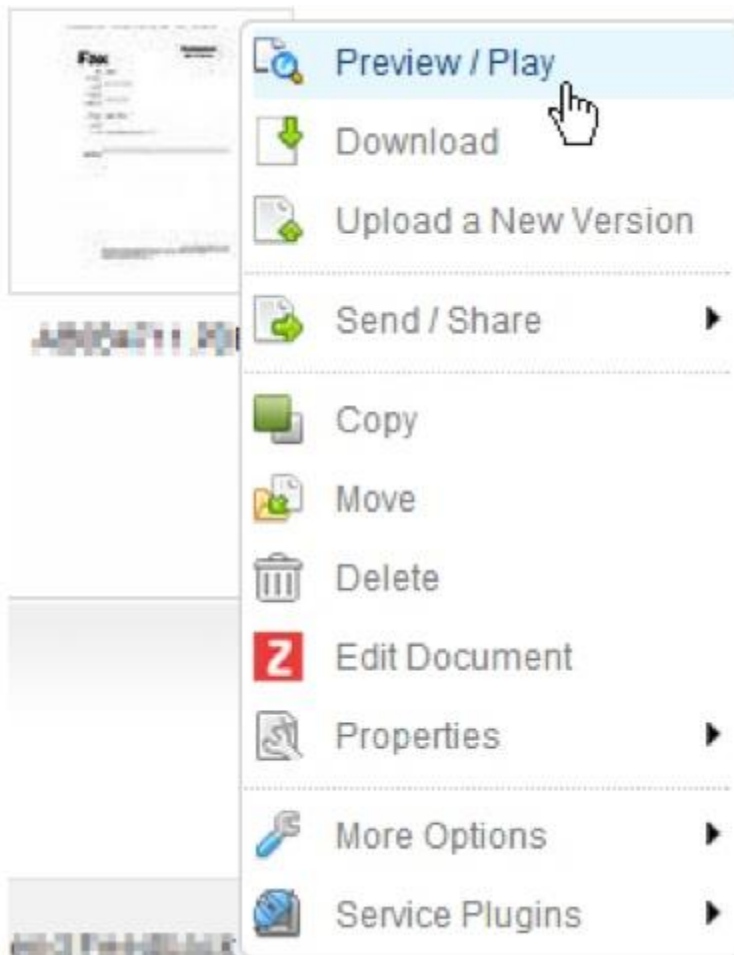 Fax
Preview / Play
Download
Upload a New Version
Send / Share
Copy
Move
Delete
Z
Edit Document
Properties
More Options
Service Plugins